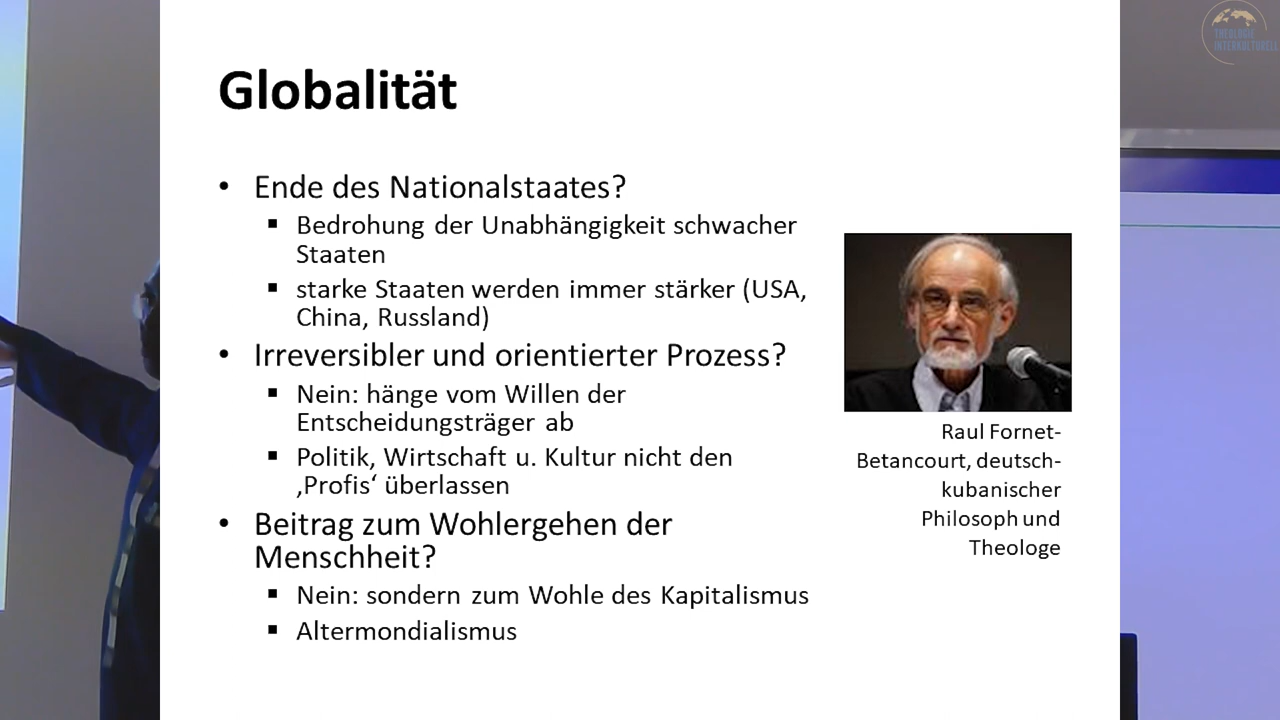 THEOLOGIE
INTERKULTURELL
Globalität
• Ende des Nationalstaates?
▪ Bedrohung der Unabhängigkeit schwacher
Staaten
▪ starke Staaten werden immer stärker (USA,
China, Russland)
• Irreversibler und orientierter Prozess?
▪ Nein: hänge vom Willen der
Entscheidungsträger ab
▪ Politik, Wirtschaft u. Kultur nicht den
‚Profis‘ überlassen
• Beitrag zum Wohlergehen der
Menschheit?
▪ Nein: sondern zum Wohle des Kapitalismus
▪ Altermondialismus
Raul Fornet-
Betancourt, deutsch-
kubanischer
Philosoph und
Theologe